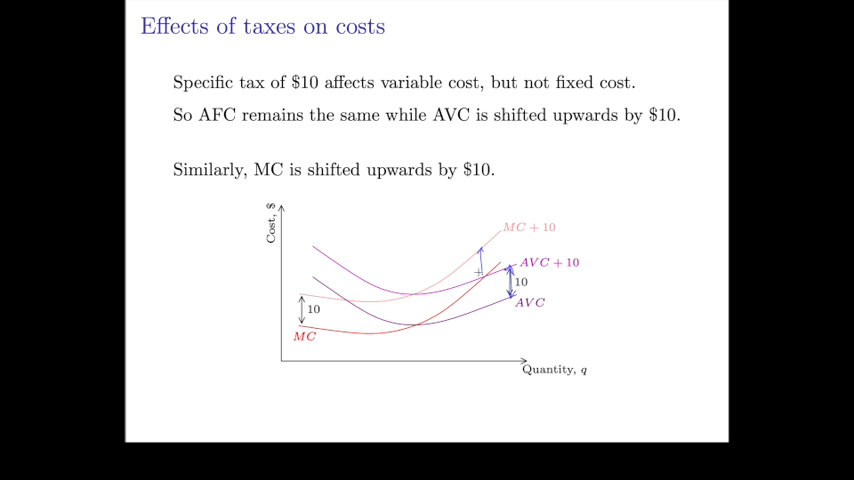 Effects of taxes on costs
Specific tax of $10 affects variable cost, but not fixed cost.
So AFC remains the same while AVC is shifted upwards by $10.
Similarly, MC is shifted upwards by $10.
Cost, $
MC + 10
AVC + 10
10
AVC
10
MC
Quantity, q